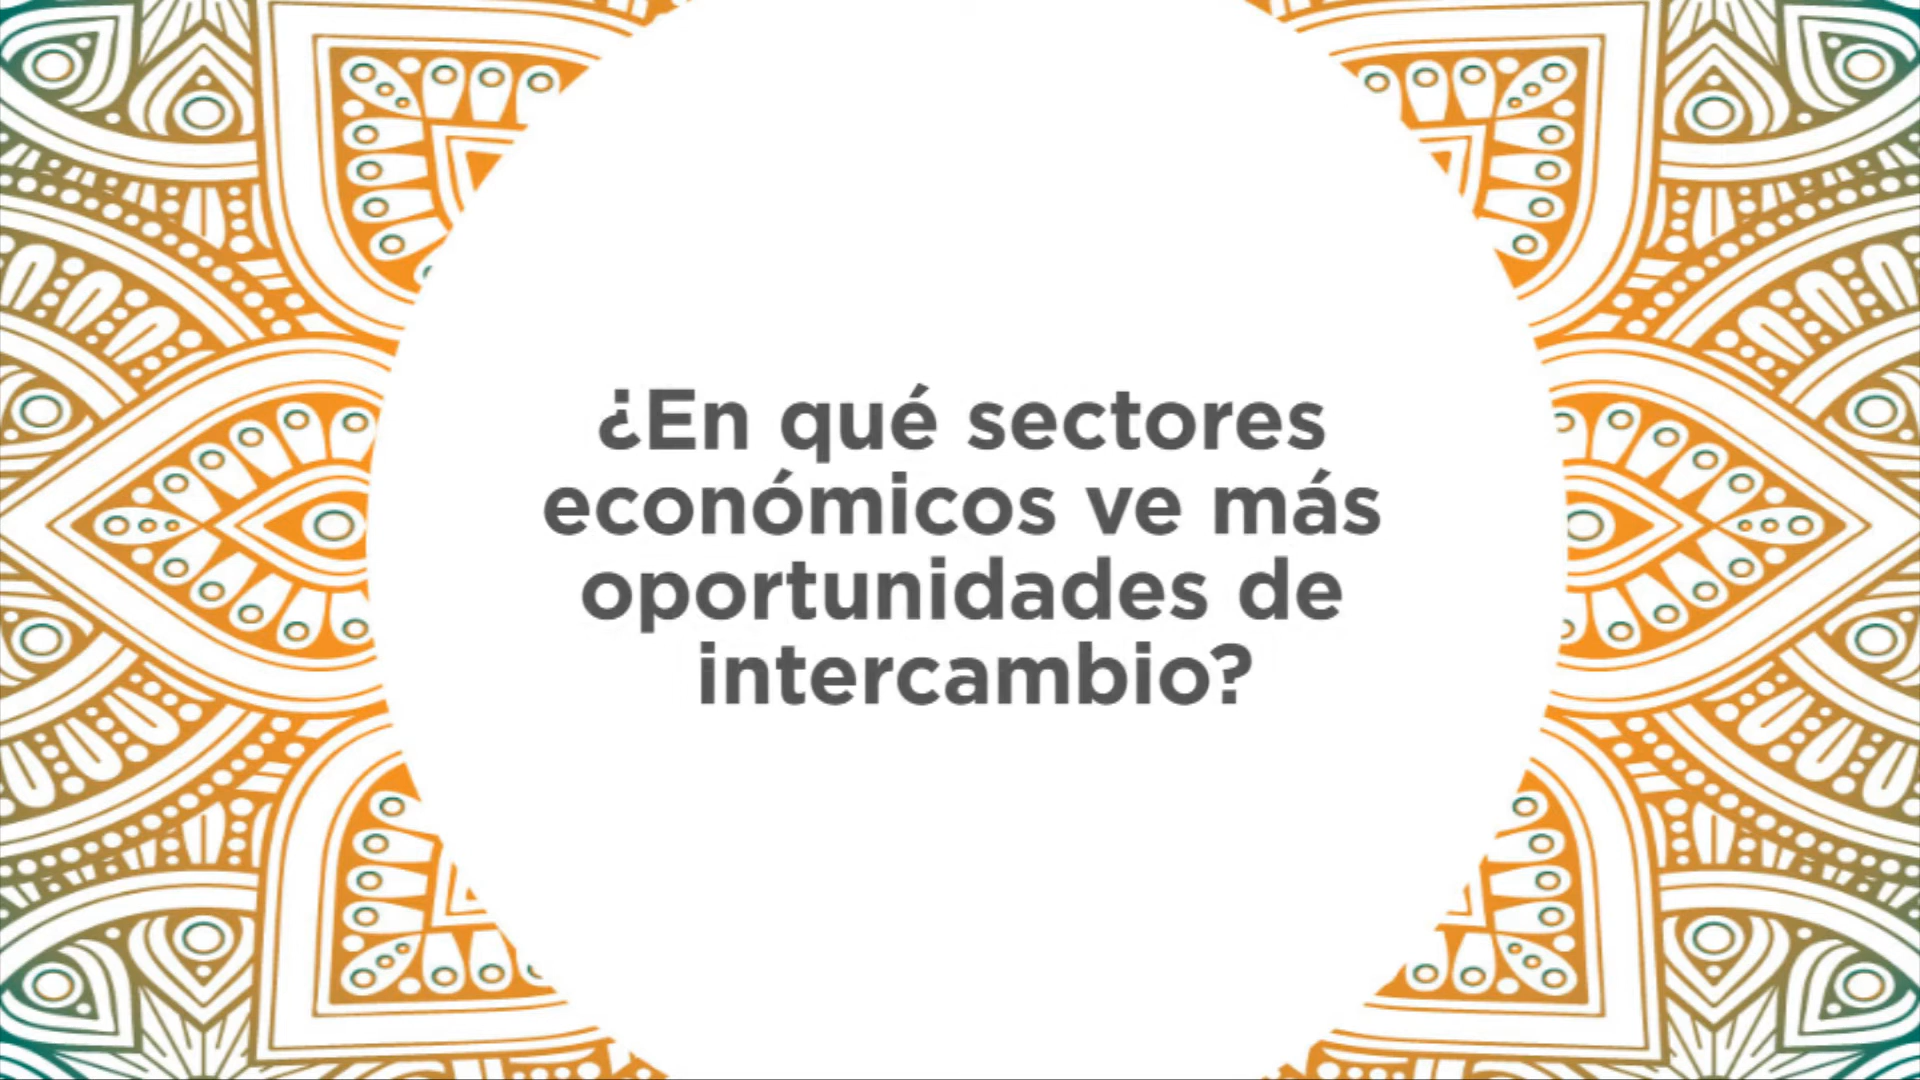 ¿En qué sectores
económicos ve más
oportunidades de
intercambio?